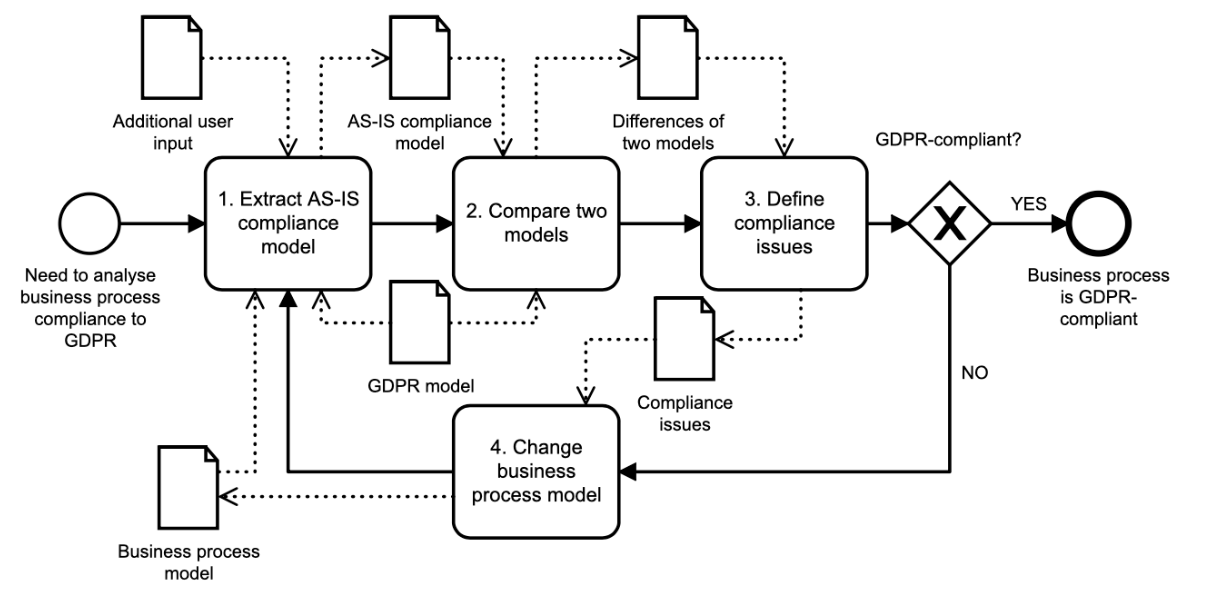 Additional user
input
AS-IS compliance
model
Differences of
two models
GDPR-compliant?
1. Extract AS-IS
compliance
model
2. Compare two
models
3. Define
compliance
issues
X
YES
Need to analyse
business process
compliance to
GDPR
Business process
is GDPR-
compliant
GDPR model
Compliance
issues
NO
4. Change
business
process model
Business process
model